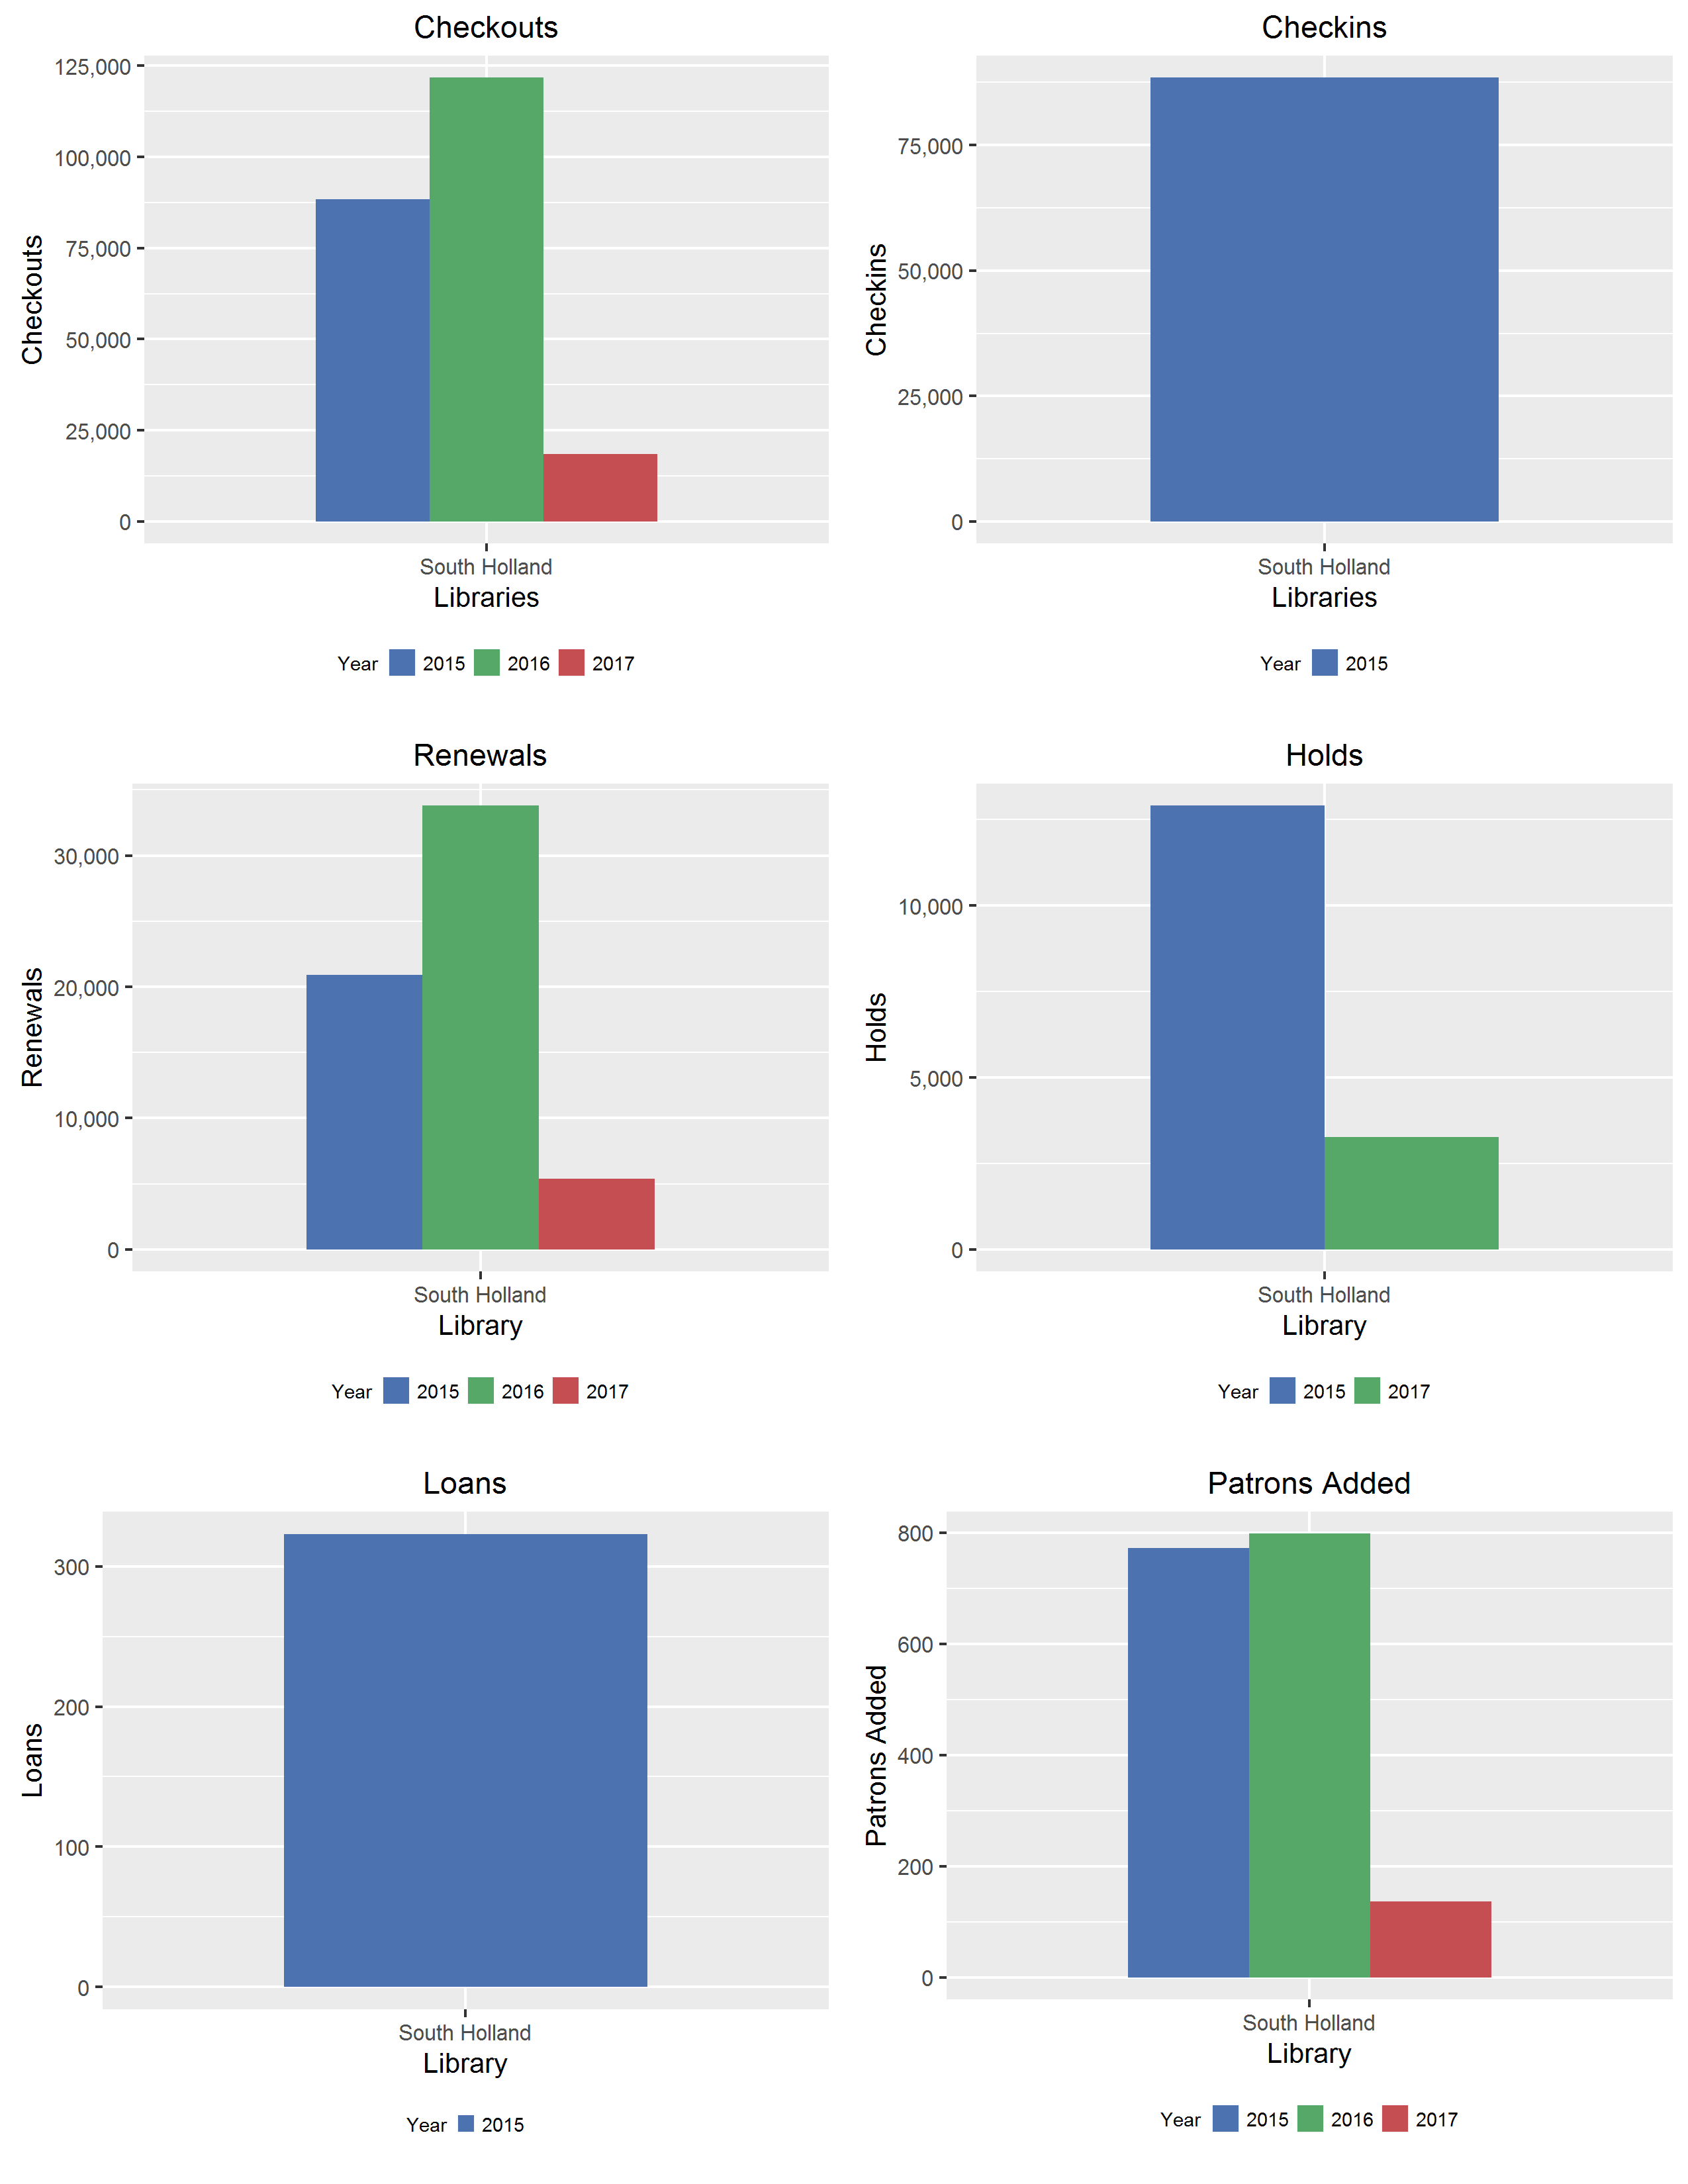 Checkouts
125,000
100,000
75,000
50,000
25,000
0
Checkouts
South Holland
Libraries
Year 2015 2016 2017
Checkins
75,000
50,000
25,000
0
Checkins
South Holland
Libraries
Year 2015
Renewals
30,000
20,000
10,000
0
Renewals
South Holland
Library
Year 2015 2016 2017
Holds
10,000
5,000
0
Holds
South Holland
Library
Year 2015 2017
Loans
300
200
100
0
Loans
South Holland
Library
Year 2015
Patrons Added
800
600
400
200
0
Patrons Added
South Holland
Library
Year 2015 2016 2017